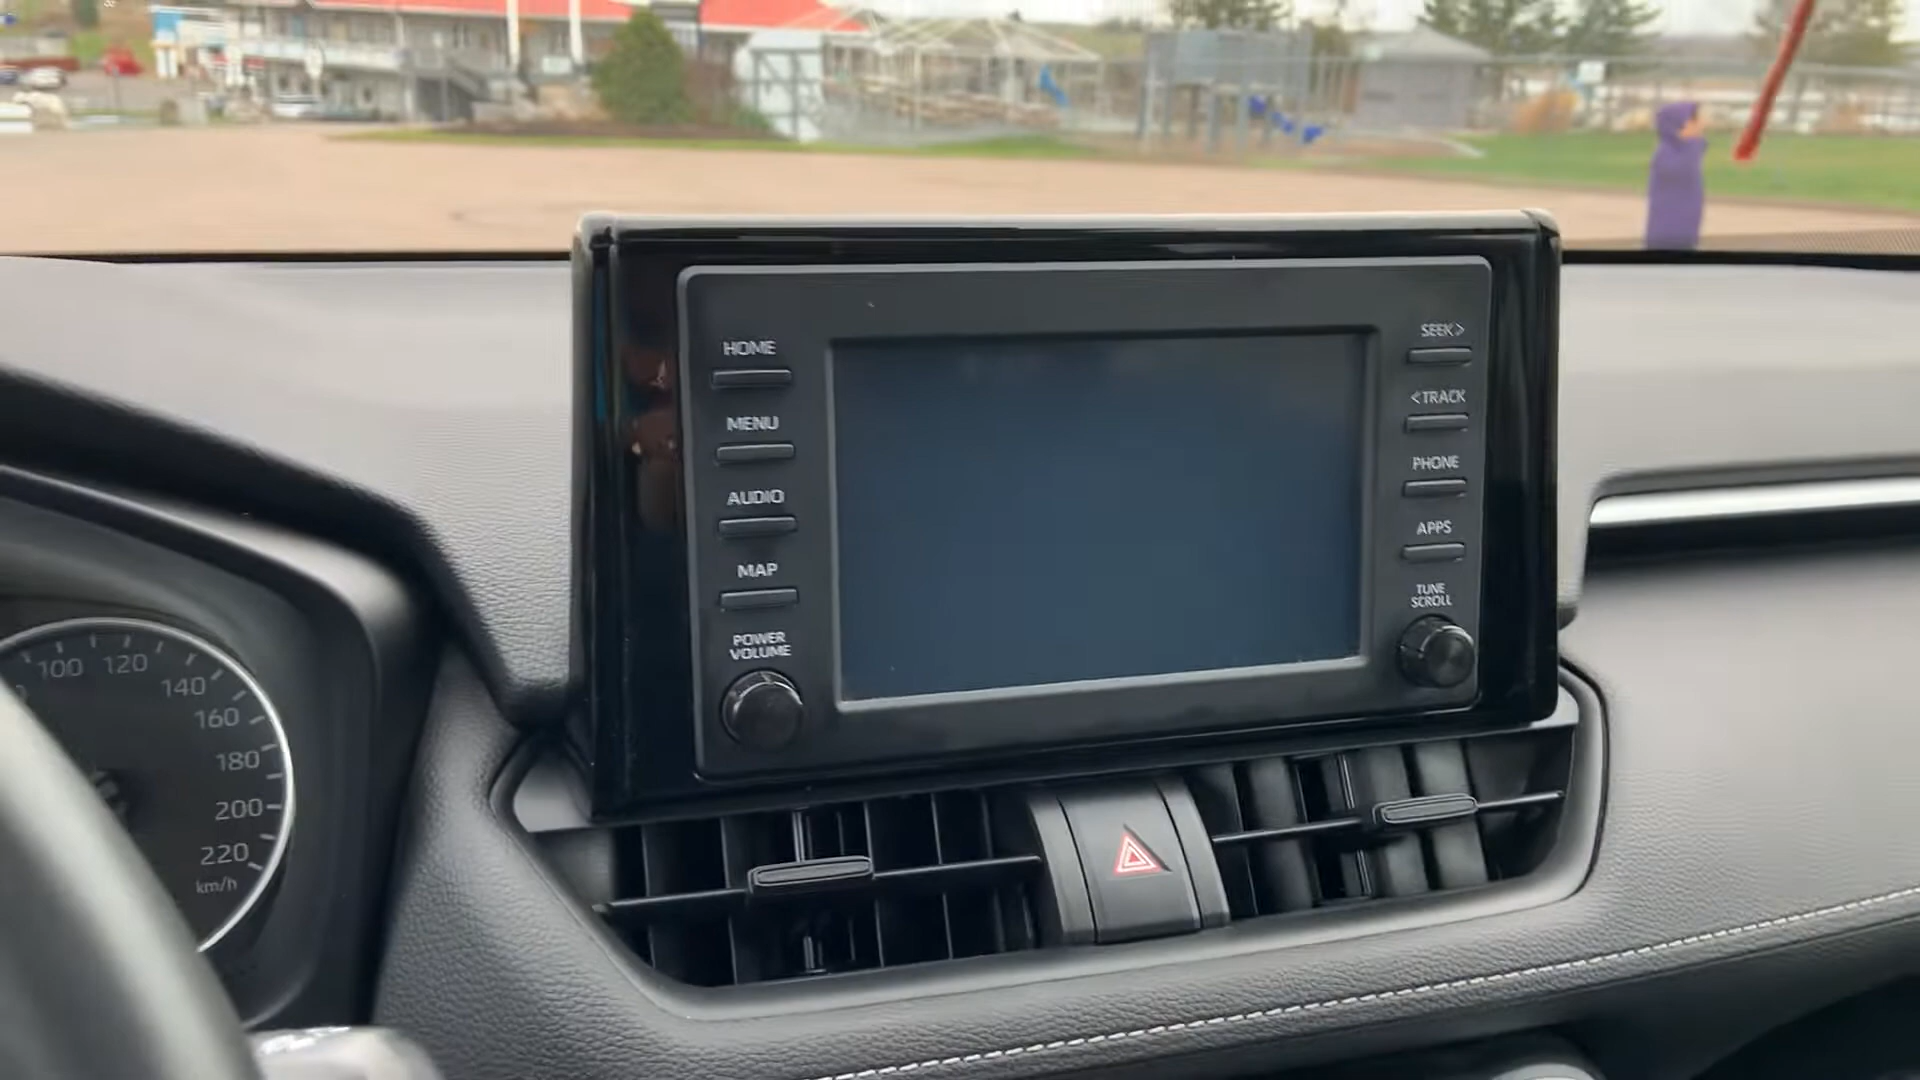 HOME
MENU
AUDIO
MAP
POWER
VOLUME
SEEK >
< TRACK
PHONE
APPS
TUNE
SCROLL
100
120
140
160
180
200
220
km/h